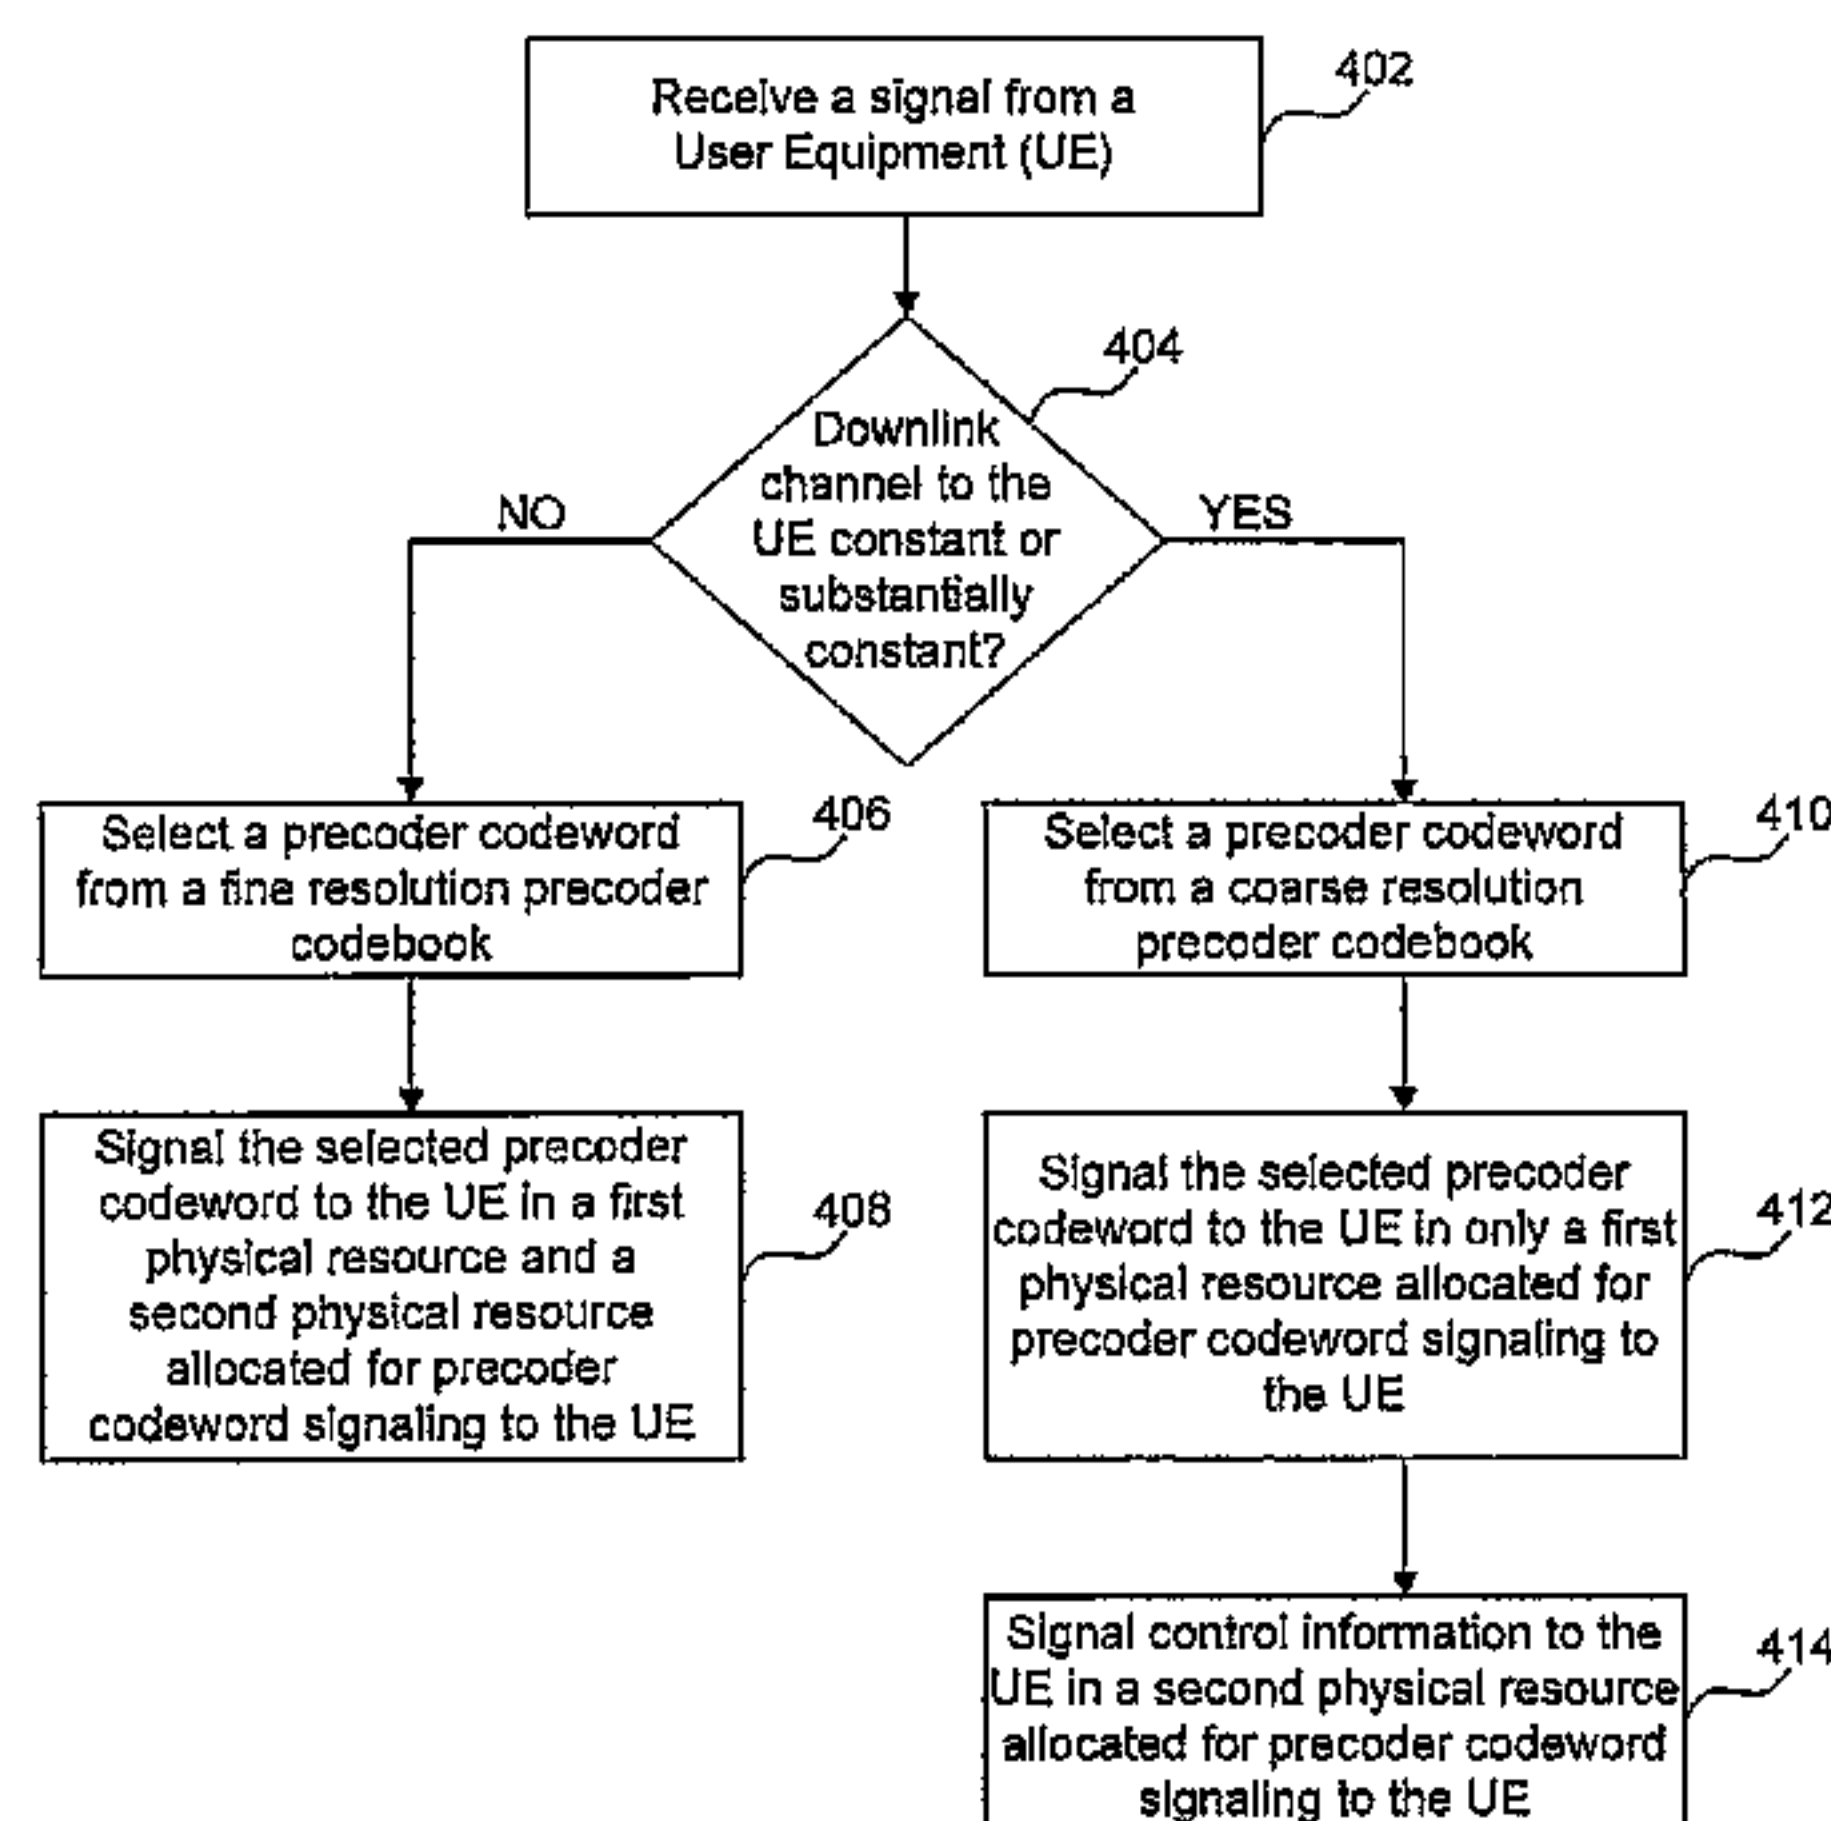 Receive a signal from a
User Equipment (UE)
402
404
Downlink
channel to the
UE constant or
substantially
constant?
NO
YES
Select a precoder codeword
from a fine resolution precoder
codebook
406
Select a precoder codeword
from a coarse resolution
precoder codebook
410
Signal the selected precoder
codeword to the UE in a first
physical resource and a
second physical resource
allocated for precoder
codeword signaling to the UE
408
Signal the selected precoder
codeword to the UE in only a first
physical resource allocated for
precoder codeword signaling to
the UE
412
Signal control information to the
UE in a second physical resource
allocated for precoder codeword
signaling to the UE
414